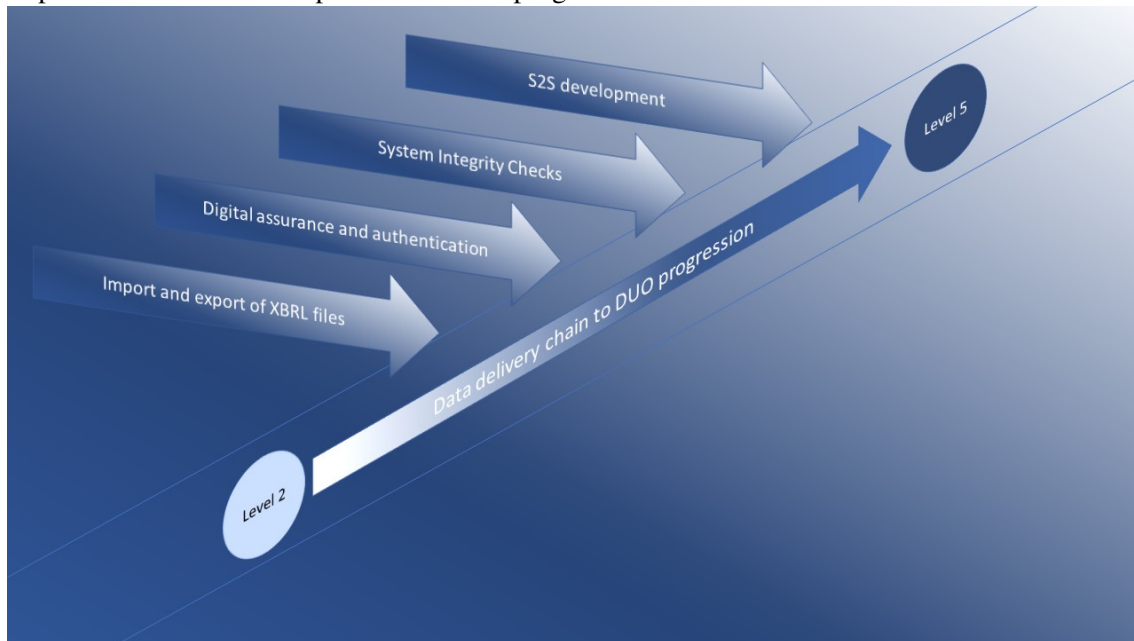 S2S development
System Integrity Checks
Digital assurance and authentication
Import and export of XBRL files
Data delivery chain to DUO progression
Level 5
Level 2